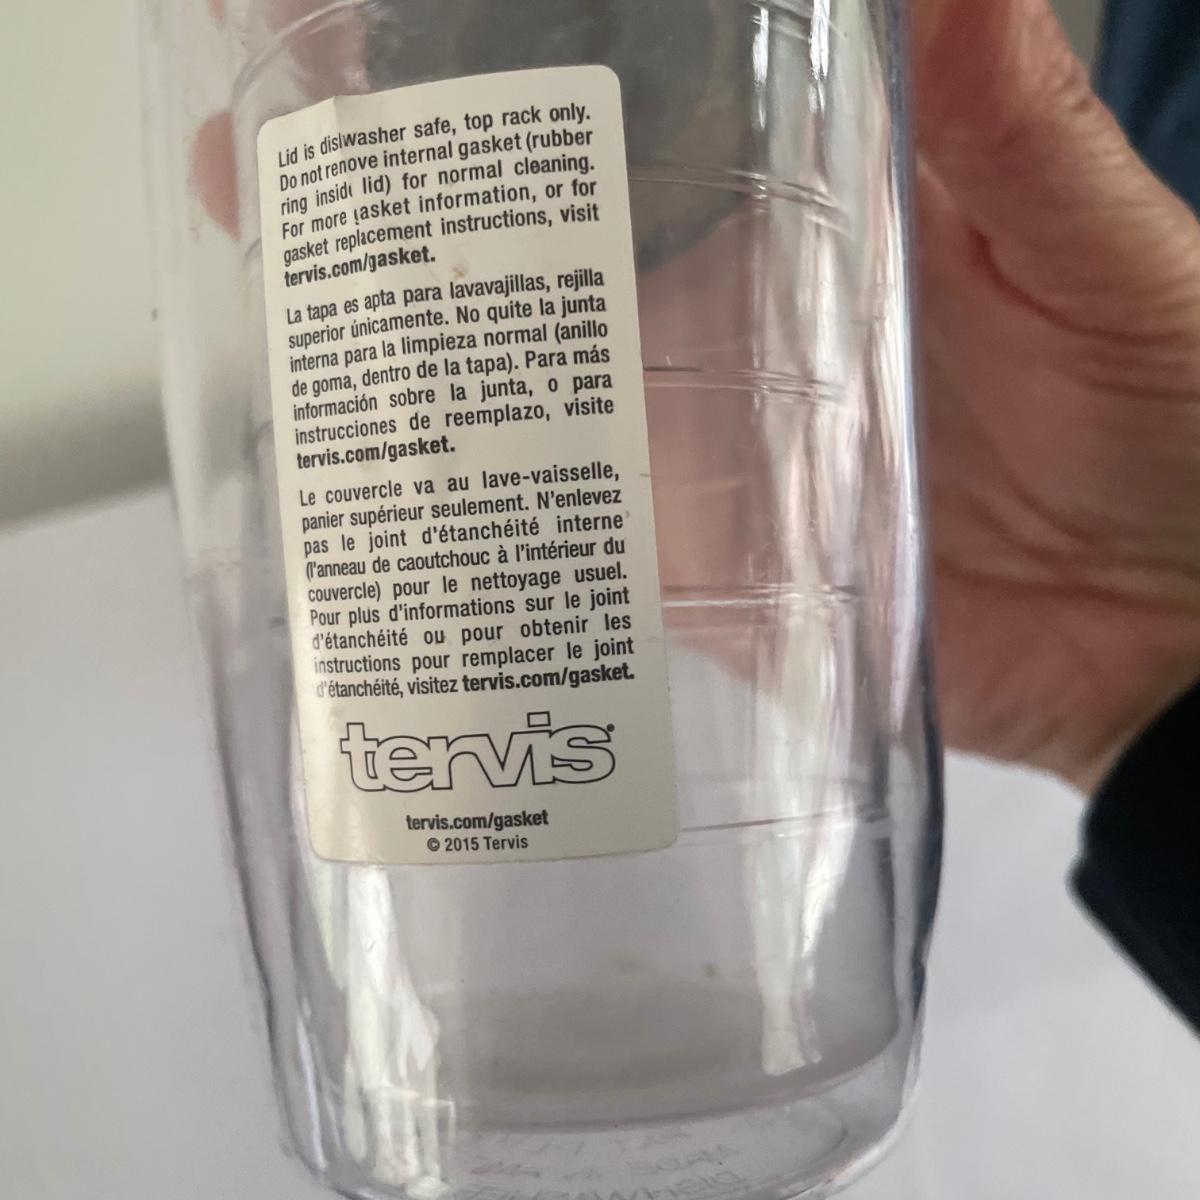 Lid is dishwasher safe, top rack only.
Do not remove internal gasket (rubber
ring inside lid) for normal cleaning.
For more gasket information, or for
gasket replacement instructions, visit
tervis.com/gasket.
La tapa es apta para lavavajillas, rejilla
superior únicamente. No quite la junta
interna para la limpieza normal (anillo
de goma, dentro de la tapa). Para más
información sobre la junta, o para
instrucciones de reemplazo, visite
tervis.com/gasket.
Le couvercle va au lave-vaisselle,
panier supérieur seulement. N'enlevez
pas le joint d'étanchéité interne
(l'anneau de caoutchouc à l'intérieur du
couvercle) pour le nettoyage usuel.
Pour plus d'informations sur le joint
d'étanchéité ou pour obtenir les
instructions pour remplacer le joint
d'étanchéité, visitez tervis.com/gasket.
tervis
tervis.com/gasket
© 2015 Tervis